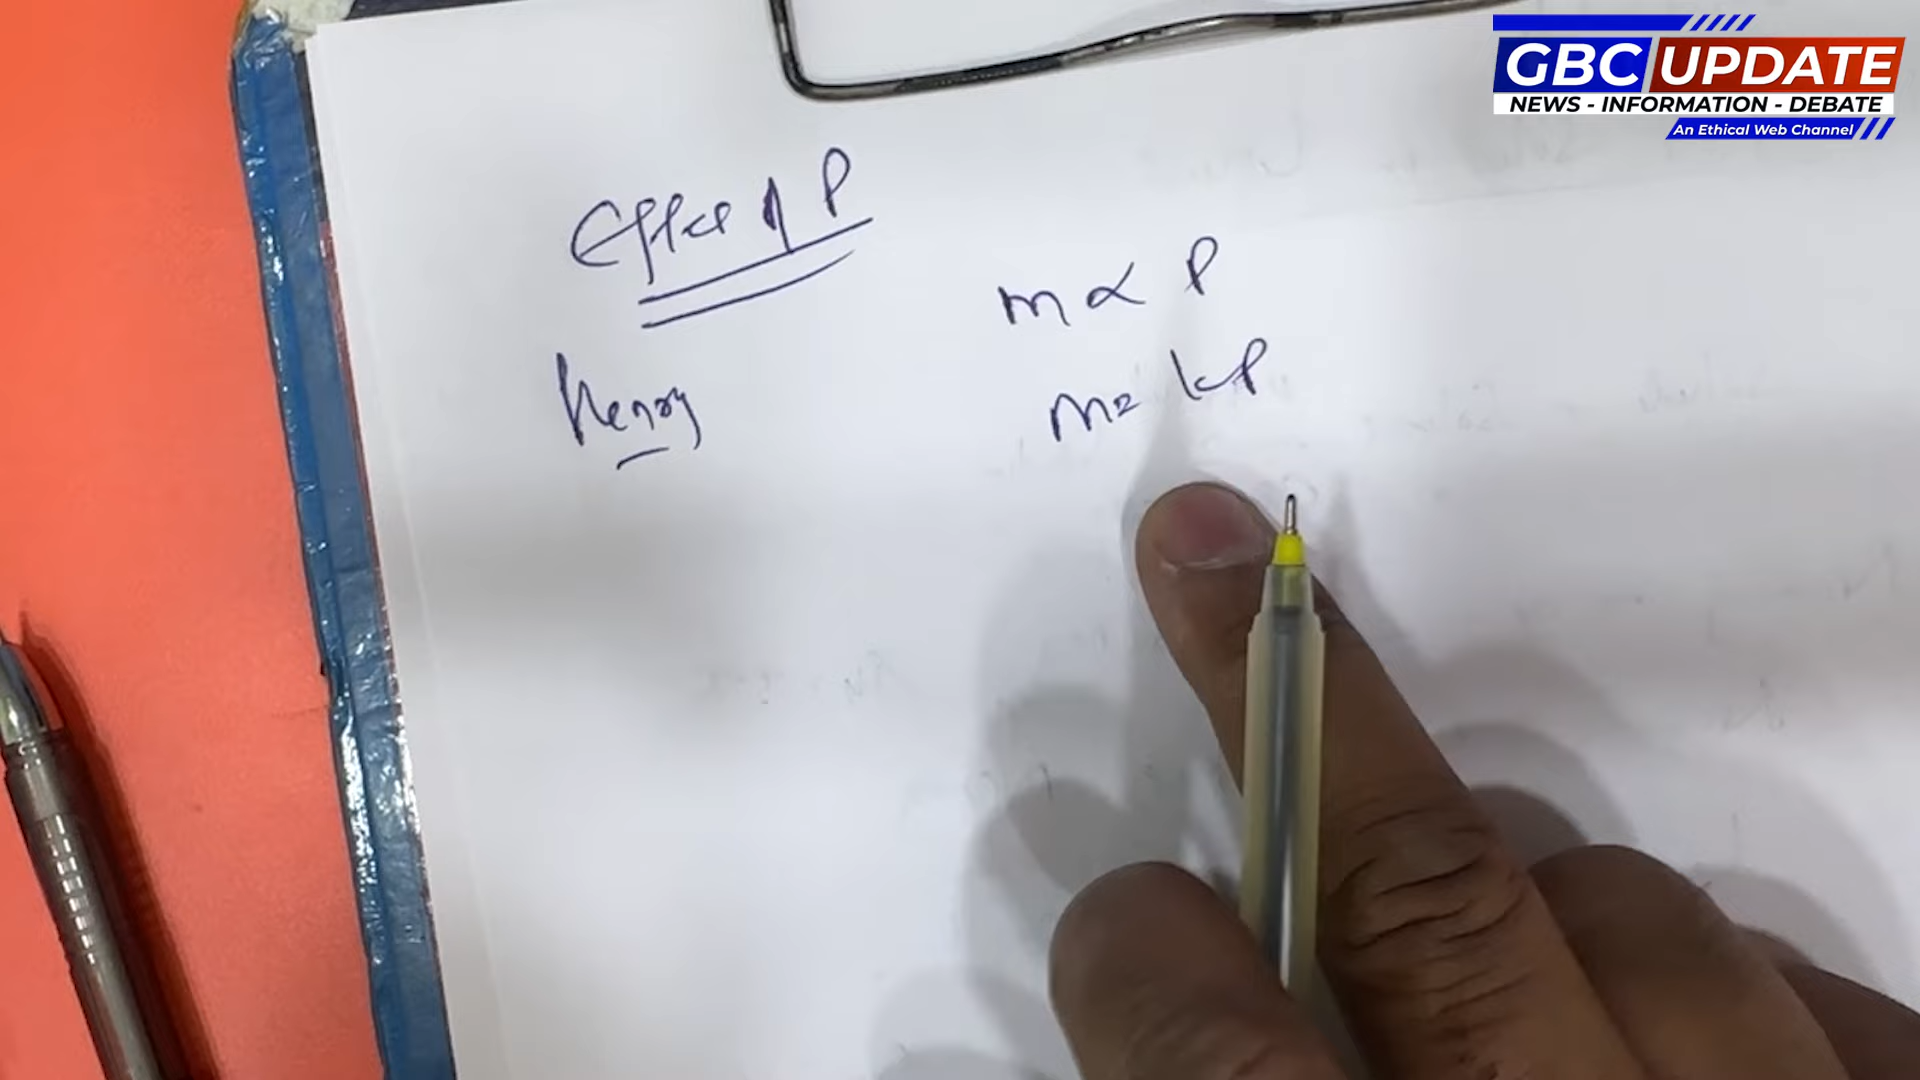 GBC UPDATE
NEWS - INFORMATION - DEBATE
An Ethical Web Channel
Effect of P
m ∝ P
Henry
m = kP